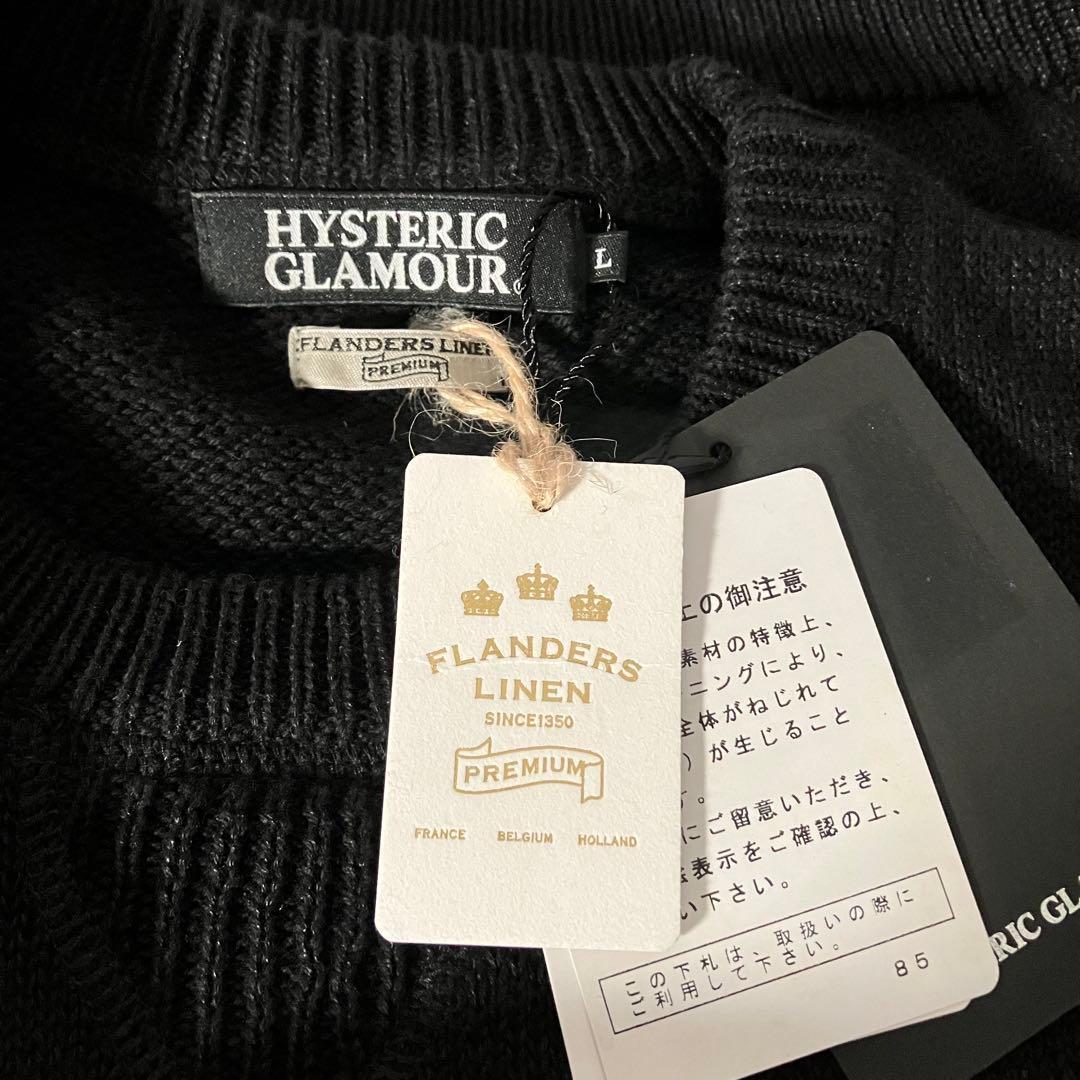 HYSTERIC
GLAMOUR
L
FLANDERS LINEN
PREMIUM
FLANDERS
LINEN
SINCE1350
PREMIUM
FRANCE BELGIUM HOLLAND
上の御注意
素材の特徴上、
ニングにより、
全体がねじれて
）が生じること
す。
にご留意いただき、
表示をご確認の上、
い下さい。
この下札は、取扱いの際に
ご利用して下さい。
85
RIC GLA